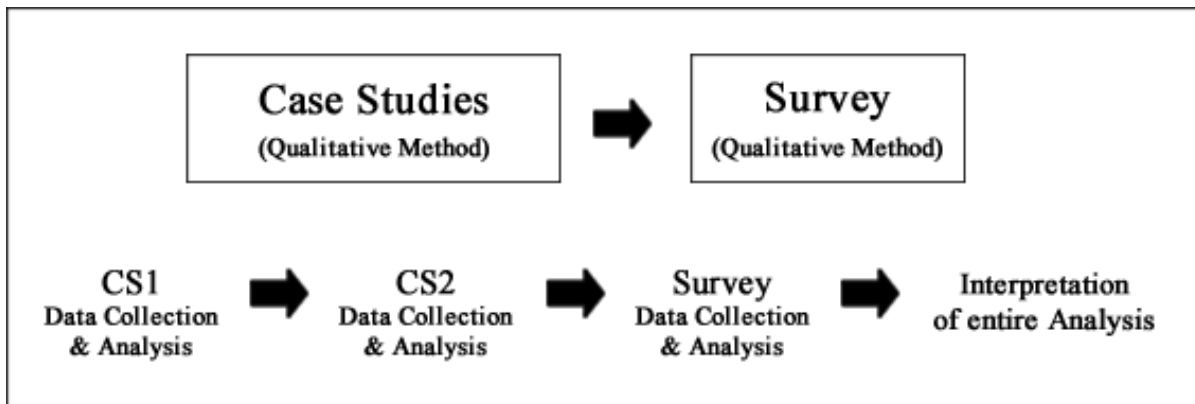 Case Studies
(Qualitative Method)
Survey
(Qualitative Method)
CS1
Data Collection
& Analysis
CS2
Data Collection
& Analysis
Survey
Data Collection
& Analysis
Interpretation
of entire Analysis